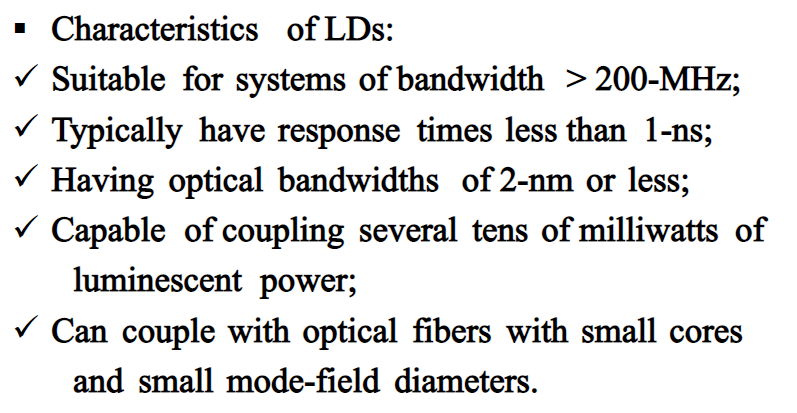 ▪ Characteristics of LDs:
✓ Suitable for systems of bandwidth > 200-MHz;
✓ Typically have response times less than 1-ns;
✓ Having optical bandwidths of 2-nm or less;
✓ Capable of coupling several tens of milliwatts of
luminescent power;
✓ Can couple with optical fibers with small cores
and small mode-field diameters.